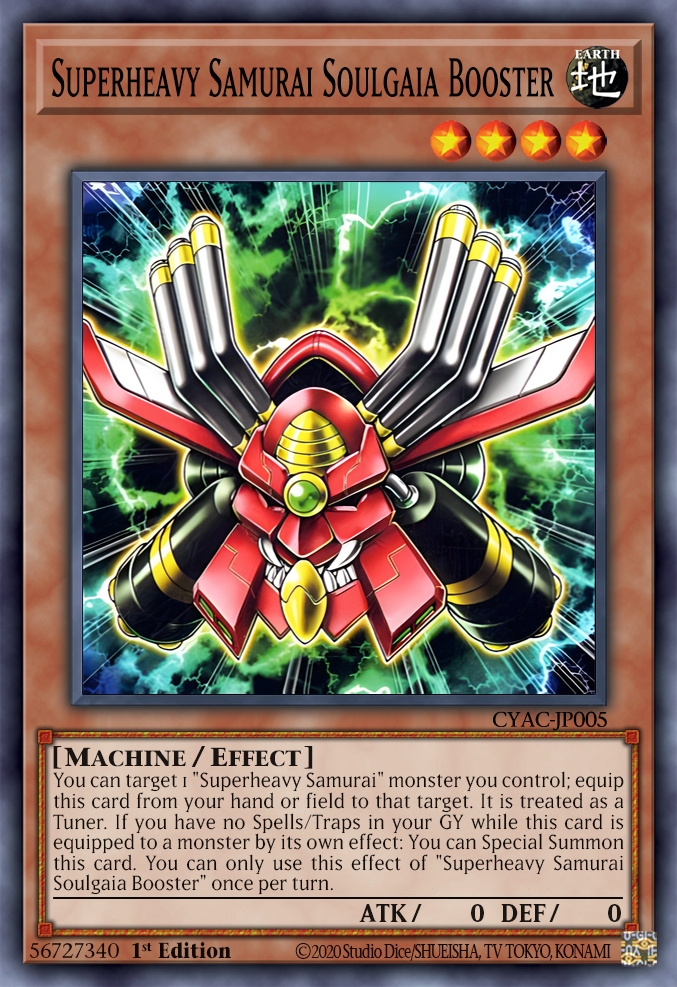 SUPERHEAVY SAMURAI SOULGAIA BOOSTER
EARTH
地
CYAC-JP005
[MACHINE / EFFECT]
You can target 1 "Superheavy Samurai" monster you control; equip
this card from your hand or field to that target. It is treated as a
Tuner. If you have no Spells/Traps in your GY while this card is
equipped to a monster by its own effect: You can Special Summon
this card. You can only use this effect of "Superheavy Samurai
Soulgaia Booster" once per turn.
ATK/ 0 DEF/ 0
56727340 1st Edition ©2020 Studio Dice/SHUEISHA, TV TOKYO, KONAMI